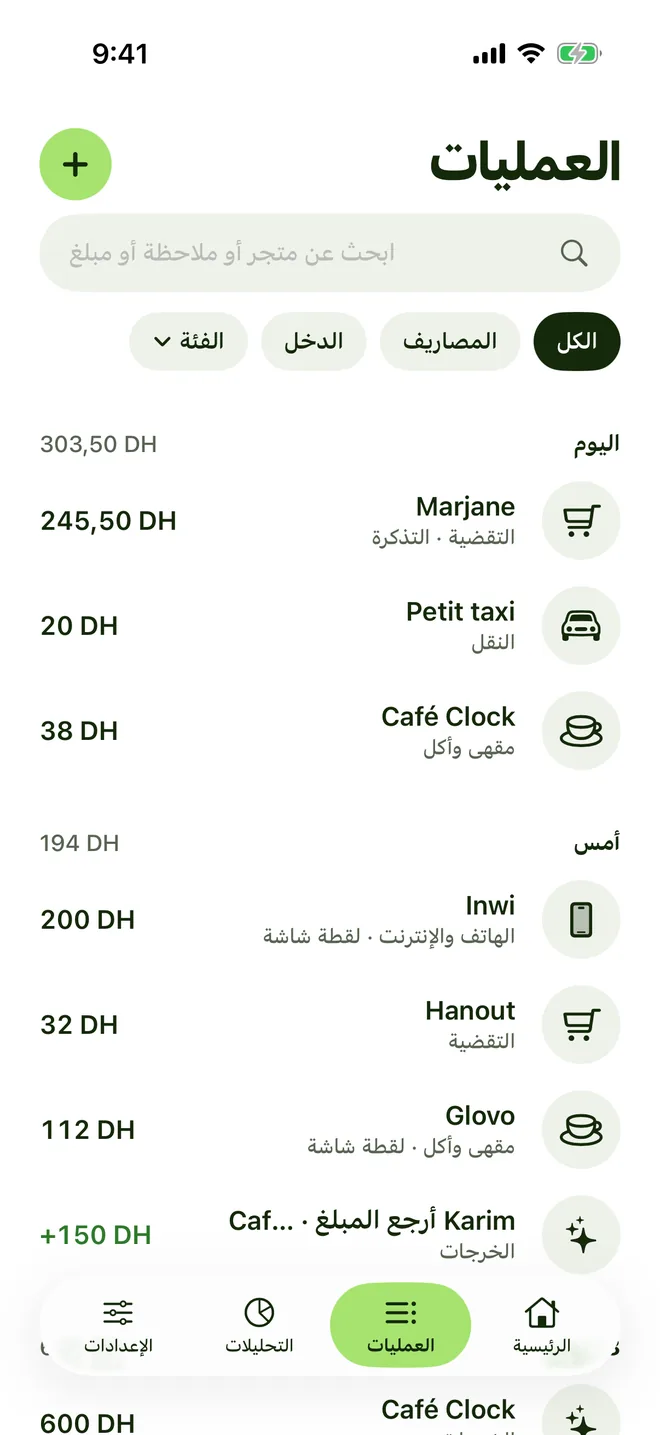 9:41
العمليات
ابحث عن متجر أو ملاحظة أو مبلغ
الكل
المصاريف
الدخل
الفئة
اليوم
303,50 DH
Marjane
التقضية · التذكرة
245,50 DH
Petit taxi
النقل
20 DH
Café Clock
مقهى وأكل
38 DH
أمس
194 DH
Inwi
الهاتف والإنترنت · لقطة شاشة
200 DH
Hanout
التقضية
32 DH
Glovo
مقهى وأكل · لقطة شاشة
112 DH
Karim أرجع المبلغ · Caf...
الخرجات
+150 DH
الرئيسية
العمليات
التحليلات
الإعدادات
Café Clock
600 DH